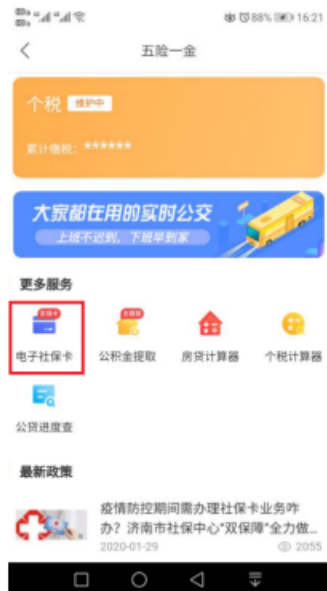 88% 16:21
五险一金
个税 维护中
累计缴税: ******
大家都在用的实时公交
上班不迟到，下班早到家
更多服务
电子社保卡 公积金提取 房贷计算器 个税计算器
公贷进度查
最新政策
疫情防控期间需办理社保卡业务咋
办？济南市社保中心“双保障”全力做...
2020-01-29 2055